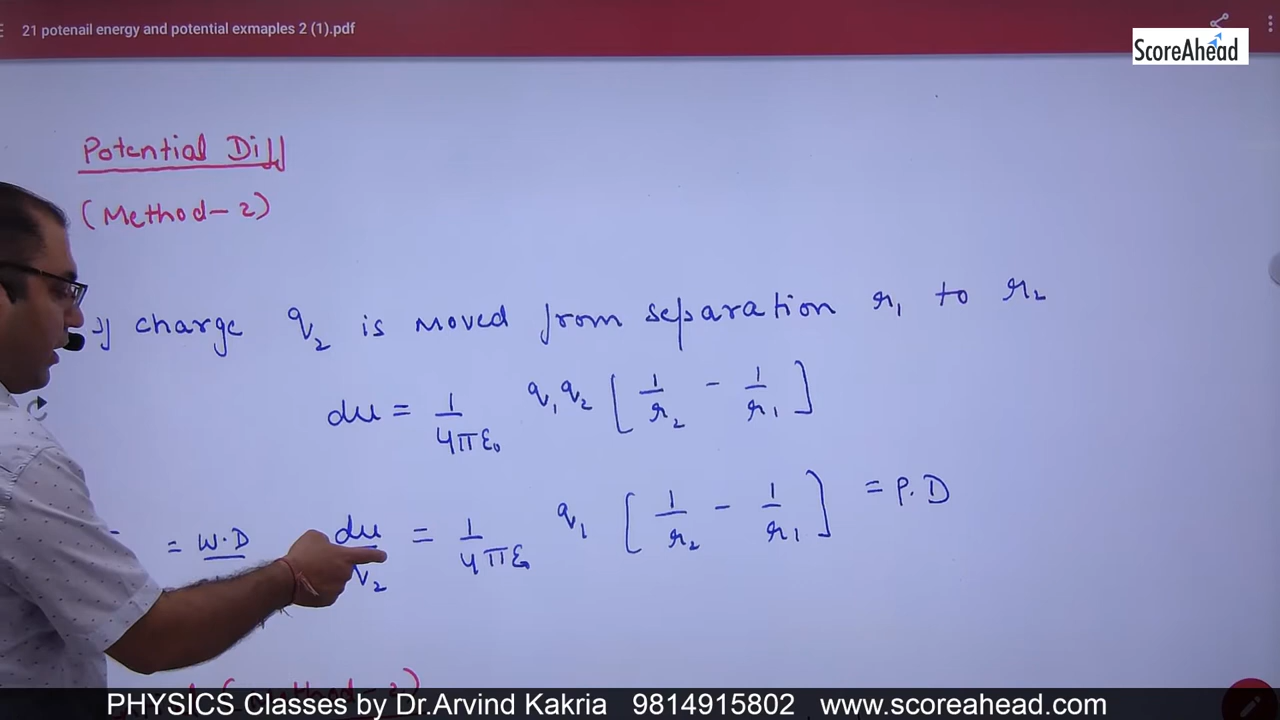 21 potenail energy and potential exmaples 2 (1).pdf
ScoreAhead
Potential Diff
(Method-2)
If charge q₂ is moved from separation r₁ to r₂
du = 1/4πε₀ q₁q₂ [1/r₂ - 1/r₁]
= W.D du/q₂ = 1/4πε₀ q₁ [1/r₂ - 1/r₁] = P.D
PHYSICS Classes by Dr.Arvind Kakria 9814915802 www.scoreahead.com